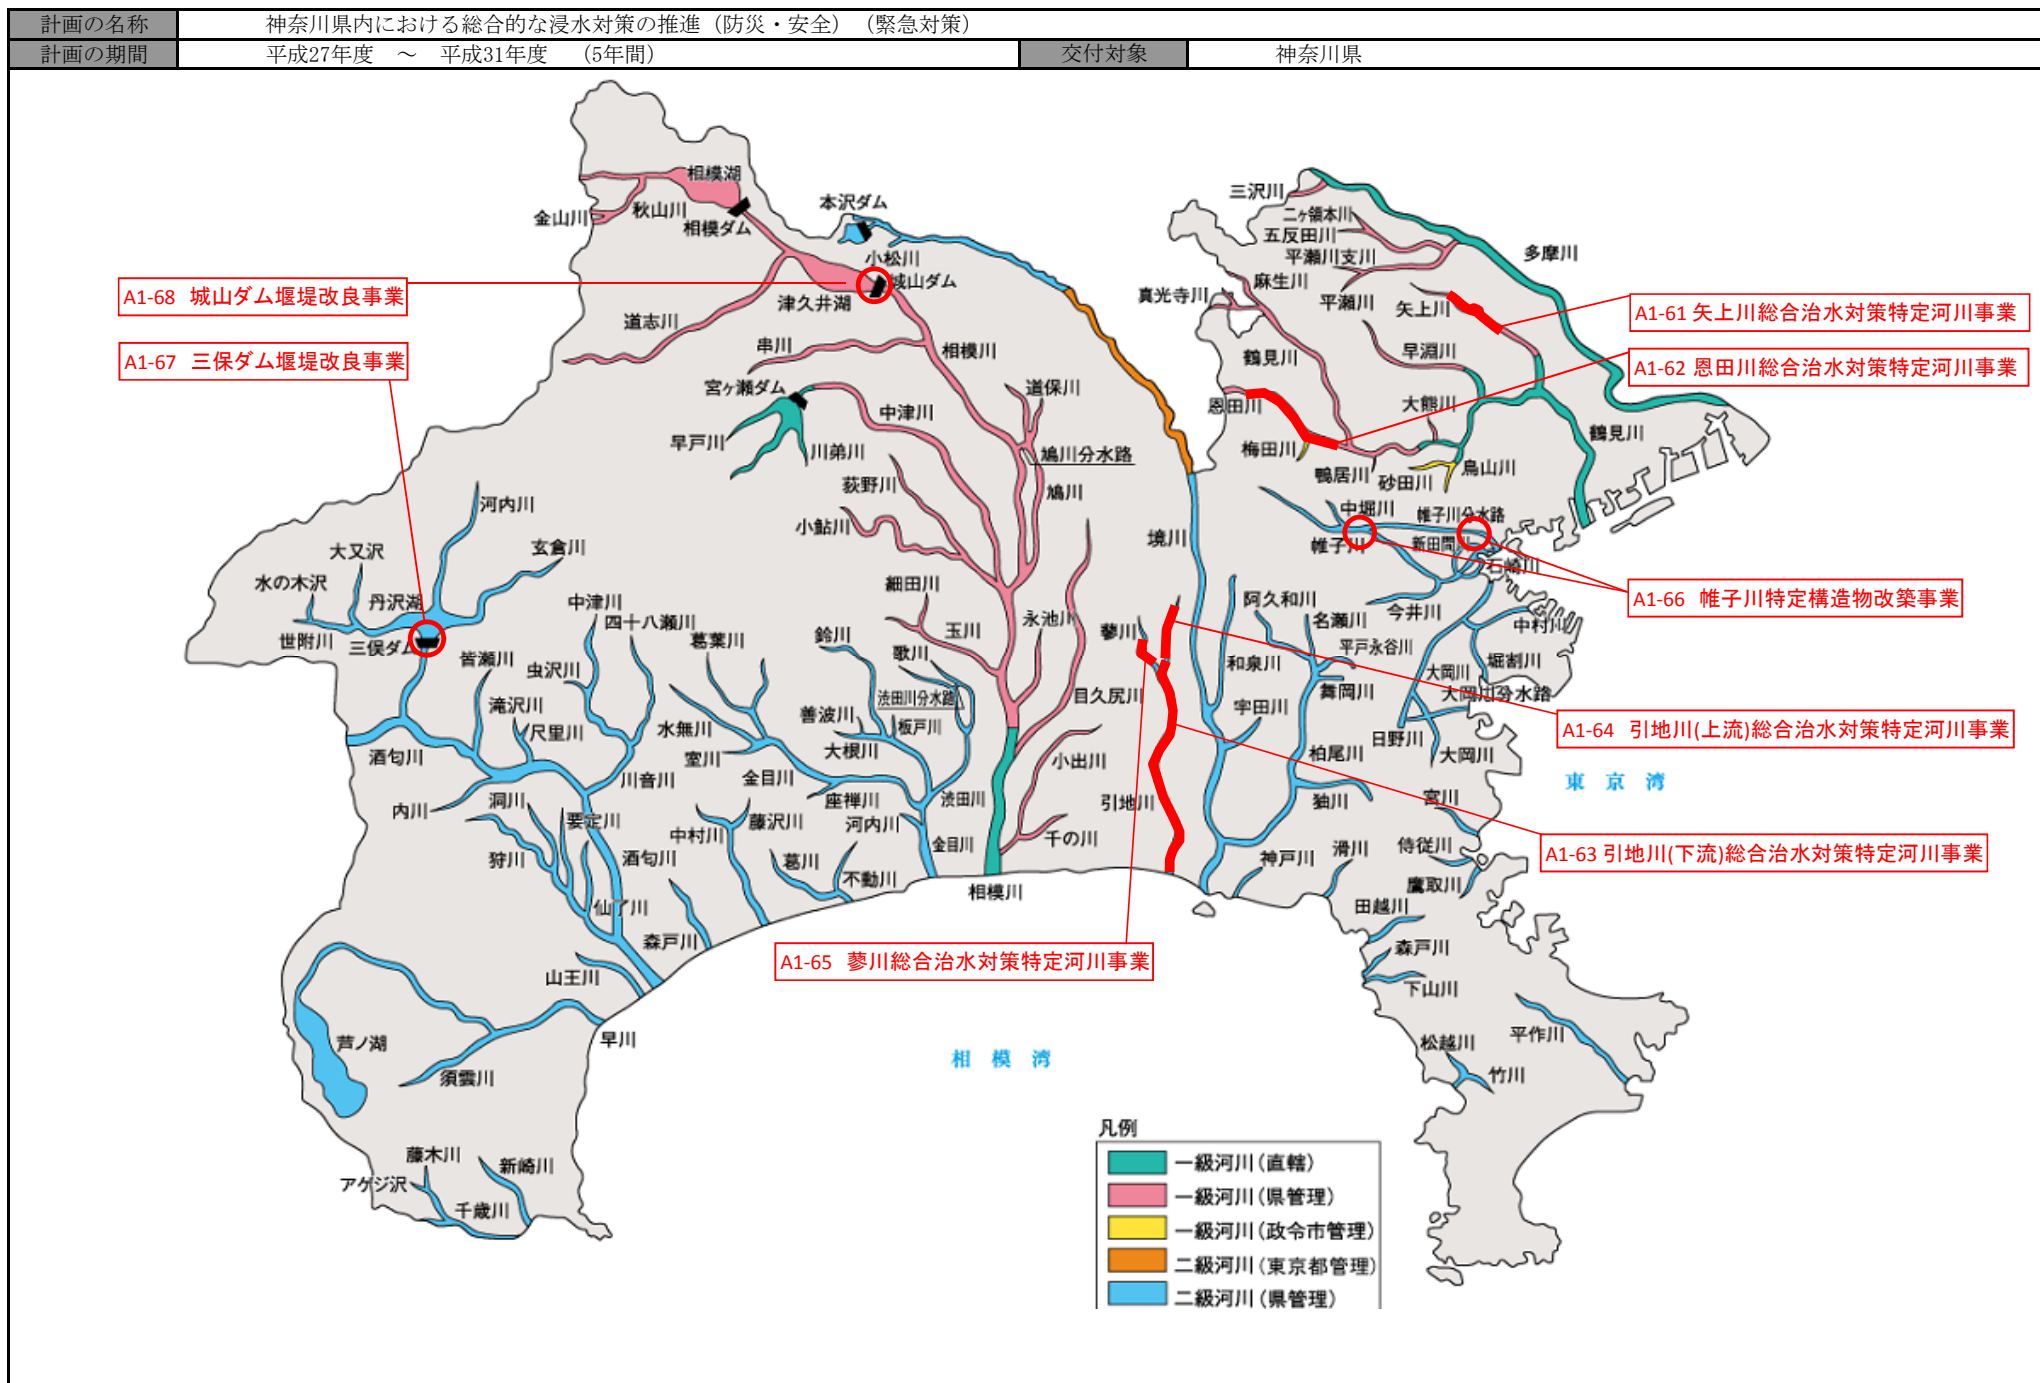 計画の名称 神奈川県内における総合的な浸水対策の推進（防災・安全）（緊急対策）
計画の期間 平成27年度 ～ 平成31年度 （5年間） 交付対象 神奈川県
相模湖
金山川
秋山川
相模ダム
本沢ダム
小松川
城山ダム
津久井湖
道志川
串川
相模川
宮ヶ瀬ダム
中津川
道保川
早戸川
川弟川
鳩川分水路
荻野川
鳩川
小鮎川
三沢川
二ヶ領本川
五反田川
平瀬川支川
多摩川
麻生川
真光寺川
平瀬川
矢上川
鶴見川
早淵川
恩田川
大熊川
鶴見川
梅田川
鴨居川
砂田川
鳥山川
A1-68 城山ダム堰堤改良事業
A1-67 三保ダム堰堤改良事業
A1-61 矢上川総合治水対策特定河川事業
A1-62 恩田川総合治水対策特定河川事業
河内川
大又沢
玄倉川
水の木沢
丹沢湖
世附川
三保ダム
中津川
四十八瀬川
葛葉川
皆瀬川
虫沢川
滝沢川
尺里川
水無川
室川
酒匂川
川音川
金目川
内川
洞川
要定川
狩川
酒匂川
中村川
藤沢川
葛川
不動川
仙了川
森戸川
山王川
細田川
玉川
永池川
鈴川
歌川
渋田川分水路
善波川
板戸川
大根川
座禅川
渋田川
河内川
金目川
目久尻川
小出川
千の川
相模川
境川
中堀川
帷子川分水路
帷子川
新田間川
石崎川
A1-66 帷子川特定構造物改築事業
阿久和川
名瀬川
今井川
中村川
蓼川
平戸永谷川
和泉川
大岡川
堀割川
舞岡川
大岡川分水路
宇田川
日野川
大岡川
柏尾川
A1-64 引地川(上流)総合治水対策特定河川事業
東京湾
引地川
㹨川
宮川
神戸川
滑川
侍従川
A1-63 引地川(下流)総合治水対策特定河川事業
鷹取川
田越川
森戸川
下山川
A1-65 蓼川総合治水対策特定河川事業
芦ノ湖
早川
須雲川
相模湾
松越川
平作川
竹川
藤木川
新崎川
アケジ沢
千歳川
凡例
一級河川(直轄)
一級河川(県管理)
一級河川(政令市管理)
二級河川(東京都管理)
二級河川(県管理)